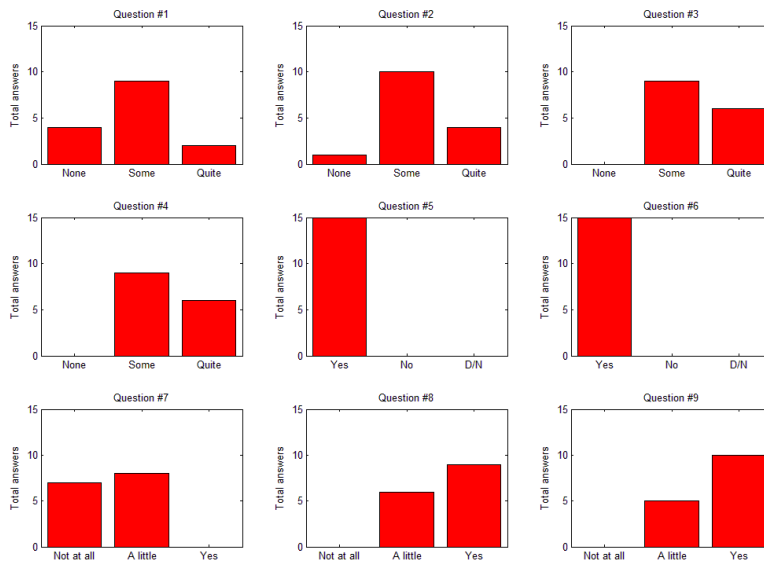 Question #1
15
10
5
0
Total answers
None Some Quite
Question #2
15
10
5
0
Total answers
None Some Quite
Question #3
15
10
5
0
Total answers
None Some Quite
Question #4
15
10
5
0
Total answers
None Some Quite
Question #5
15
10
5
0
Total answers
Yes No D/N
Question #6
15
10
5
0
Total answers
Yes No D/N
Question #7
15
10
5
0
Total answers
Not at all A little Yes
Question #8
15
10
5
0
Total answers
Not at all A little Yes
Question #9
15
10
5
0
Total answers
Not at all A little Yes